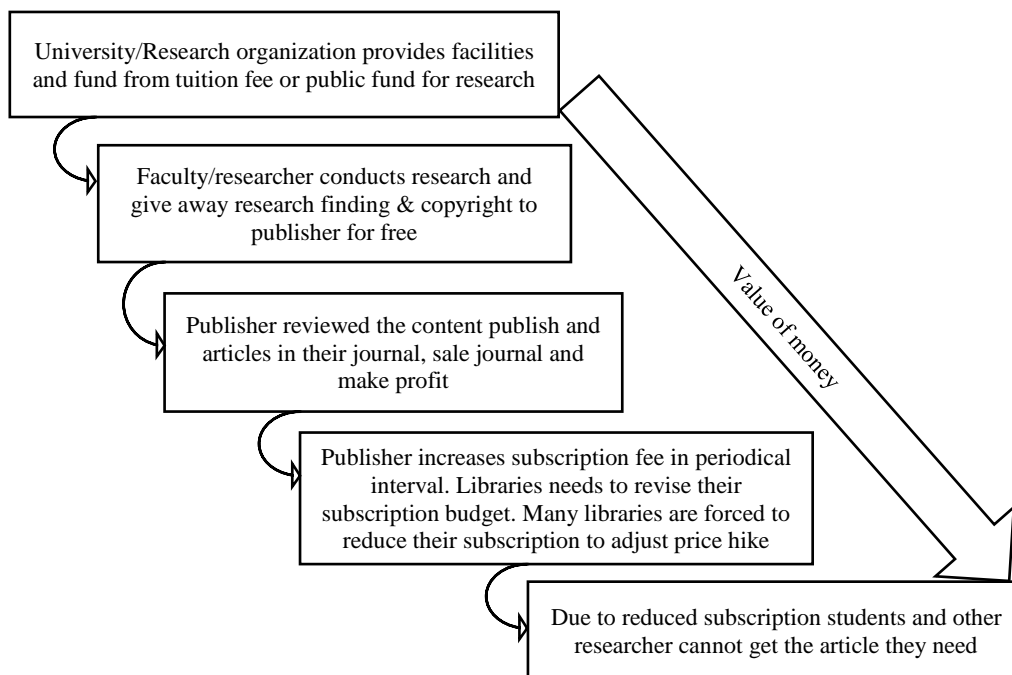 University/Research organization provides facilities
and fund from tuition fee or public fund for research
Faculty/researcher conducts research and
give away research finding & copyright to
publisher for free
Value of money
Publisher reviewed the content publish and
articles in their journal, sale journal and
make profit
Publisher increases subscription fee in periodical
interval. Libraries needs to revise their
subscription budget. Many libraries are forced to
reduce their subscription to adjust price hike
Due to reduced subscription students and other
researcher cannot get the article they need